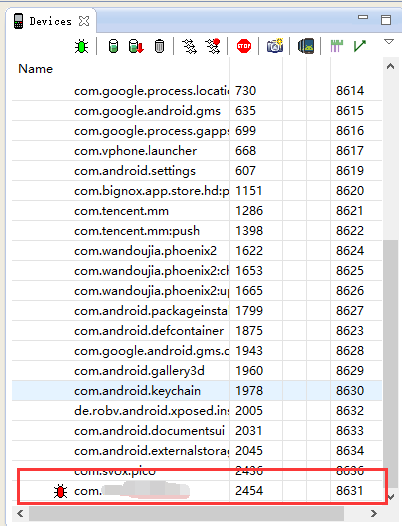 Devices
Name
com.google.process.locatio 730 8614
com.google.android.gms 635 8615
com.google.process.gapps 699 8616
com.vphone.launcher 668 8617
com.android.settings 607 8619
com.bignox.app.store.hd:p 1151 8620
com.tencent.mm 1286 8621
com.tencent.mm:push 1398 8622
com.wandoujia.phoenix2 1622 8624
com.wandoujia.phoenix2:ch 1653 8625
com.wandoujia.phoenix2:up 1665 8626
com.android.packageinsta 1799 8627
com.android.defcontainer 1875 8623
com.google.android.gms.c 1943 8628
com.android.gallery3d 1960 8629
com.android.keychain 1978 8630
de.robv.android.xposed.ins 2005 8632
com.android.documentsui 2031 8633
com.android.externalstorag 2045 8634
com.svox.pico 2436 8636
com. 2454 8631